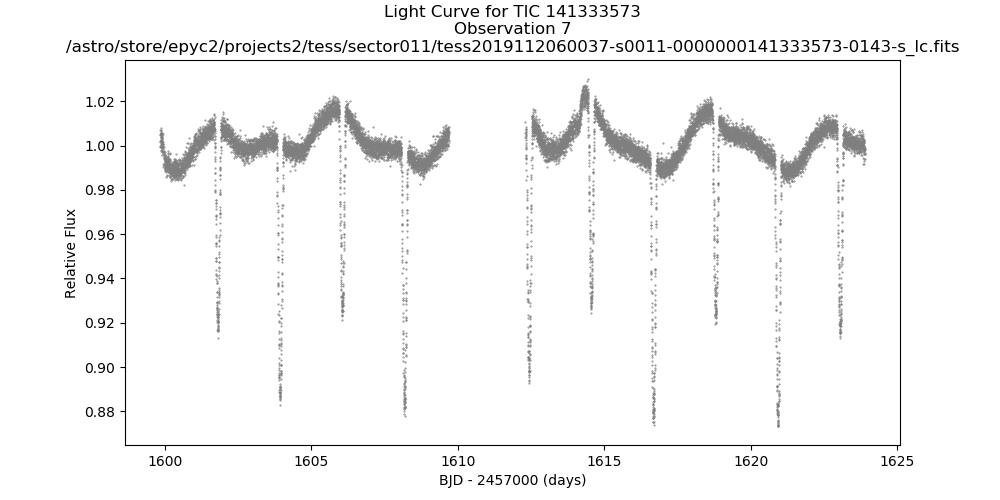 Light Curve for TIC 141333573
Observation 7
/astro/store/epyc2/projects2/tess/sector011/tess2019112060037-s0011-0000000141333573-0143-s_lc.fits
1.02
1.00
0.98
0.96
0.94
0.92
0.90
0.88
Relative Flux
1600
1605
1610
1615
1620
1625
BJD - 2457000 (days)